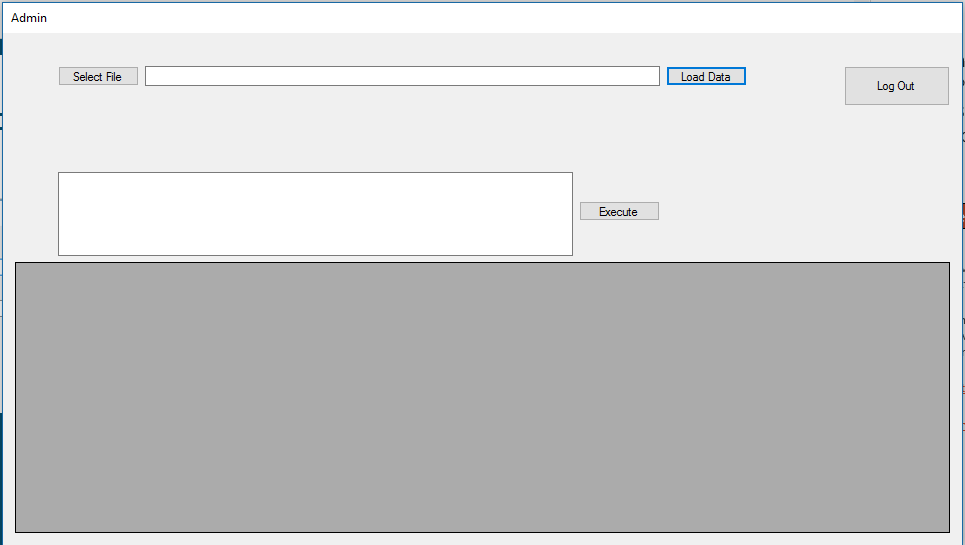 Admin
Select File
Load Data
Log Out
Execute